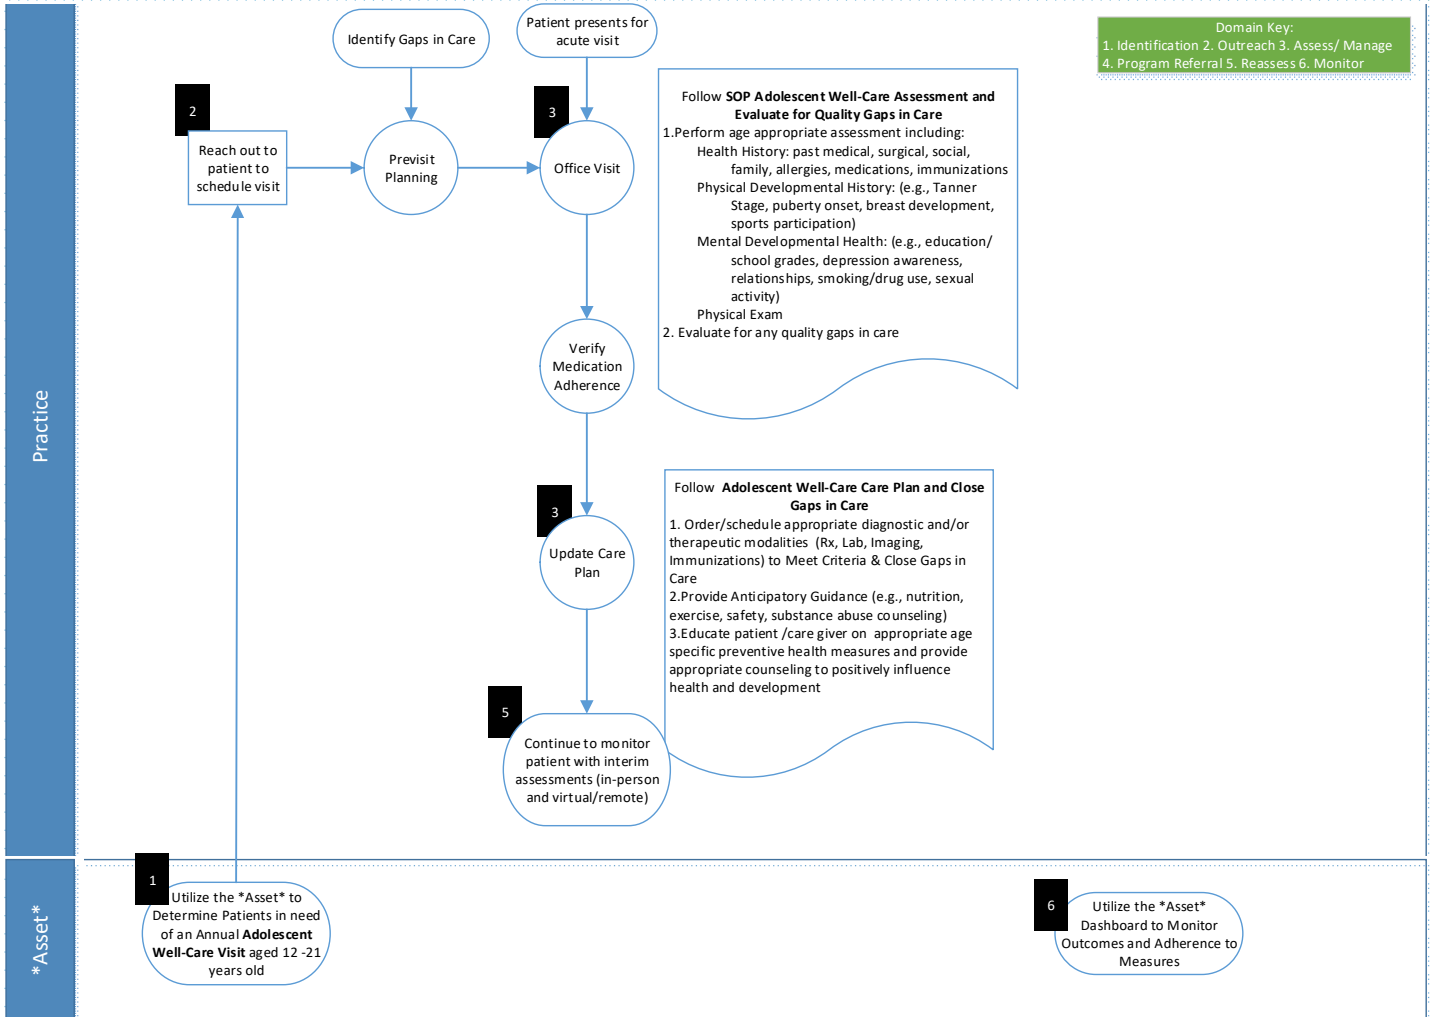 Identify Gaps in Care
Patient presents for
acute visit
Domain Key:
1. Identification 2. Outreach 3. Assess/ Manage
4. Program Referral 5. Reassess 6. Monitor
2
Reach out to
patient to
schedule visit
Previsit
Planning
3
Office Visit
Follow SOP Adolescent Well-Care Assessment and
Evaluate for Quality Gaps in Care
1.Perform age appropriate assessment including:
Health History: past medical, surgical, social,
family, allergies, medications, immunizations
Physical Developmental History: (e.g., Tanner
Stage, puberty onset, breast development,
sports participation)
Mental Developmental Health: (e.g., education/
school grades, depression awareness,
relationships, smoking/drug use, sexual
activity)
Physical Exam
2. Evaluate for any quality gaps in care
Verify
Medication
Adherence
Practice
3
Update Care
Plan
Follow  Adolescent Well-Care Care Plan and Close
Gaps in Care
1. Order/schedule appropriate diagnostic and/or
therapeutic modalities  (Rx, Lab, Imaging,
Immunizations) to Meet Criteria & Close Gaps in
Care
2.Provide Anticipatory Guidance (e.g., nutrition,
exercise, safety, substance abuse counseling)
3.Educate patient /care giver on  appropriate age
specific preventive health measures and provide
appropriate counseling to positively influence
health and development
5
Continue to monitor
patient with interim
assessments (in-person
and virtual/remote)
*Asset*
1
Utilize the *Asset* to
Determine Patients in need
of an Annual Adolescent
Well-Care Visit aged 12 -21
years old
6
Utilize the *Asset*
Dashboard to Monitor
Outcomes and Adherence to
Measures